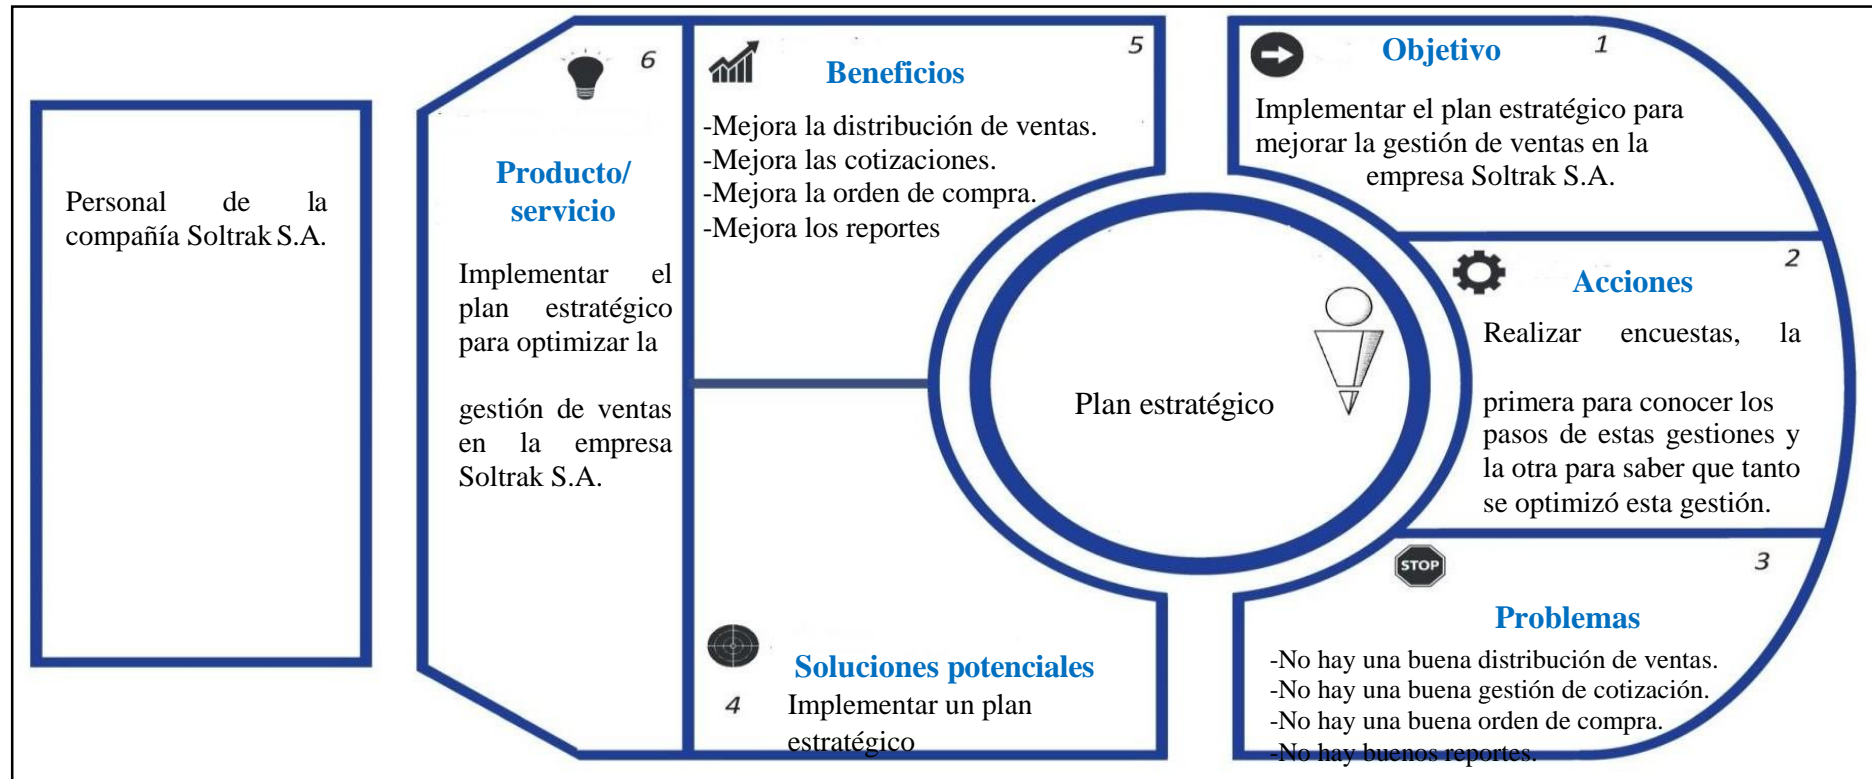 Personal de la
compañía Soltrak S.A.
6
Producto/
servicio
Implementar el
plan estratégico
para optimizar la
gestión de ventas
en la empresa
Soltrak S.A.
5
Beneficios
-Mejora la distribución de ventas.
-Mejora las cotizaciones.
-Mejora la orden de compra.
-Mejora los reportes
Soluciones potenciales
4
Implementar un plan
estratégico
Plan estratégico
Objetivo
1
Implementar el plan estratégico para
mejorar la gestión de ventas en la
empresa Soltrak S.A.
2
Acciones
Realizar encuestas, la
primera para conocer los
pasos de estas gestiones y
la otra para saber que tanto
se optimizó esta gestión.
STOP
3
Problemas
-No hay una buena distribución de ventas.
-No hay una buena gestión de cotización.
-No hay una buena orden de compra.
-No hay buenos reportes.